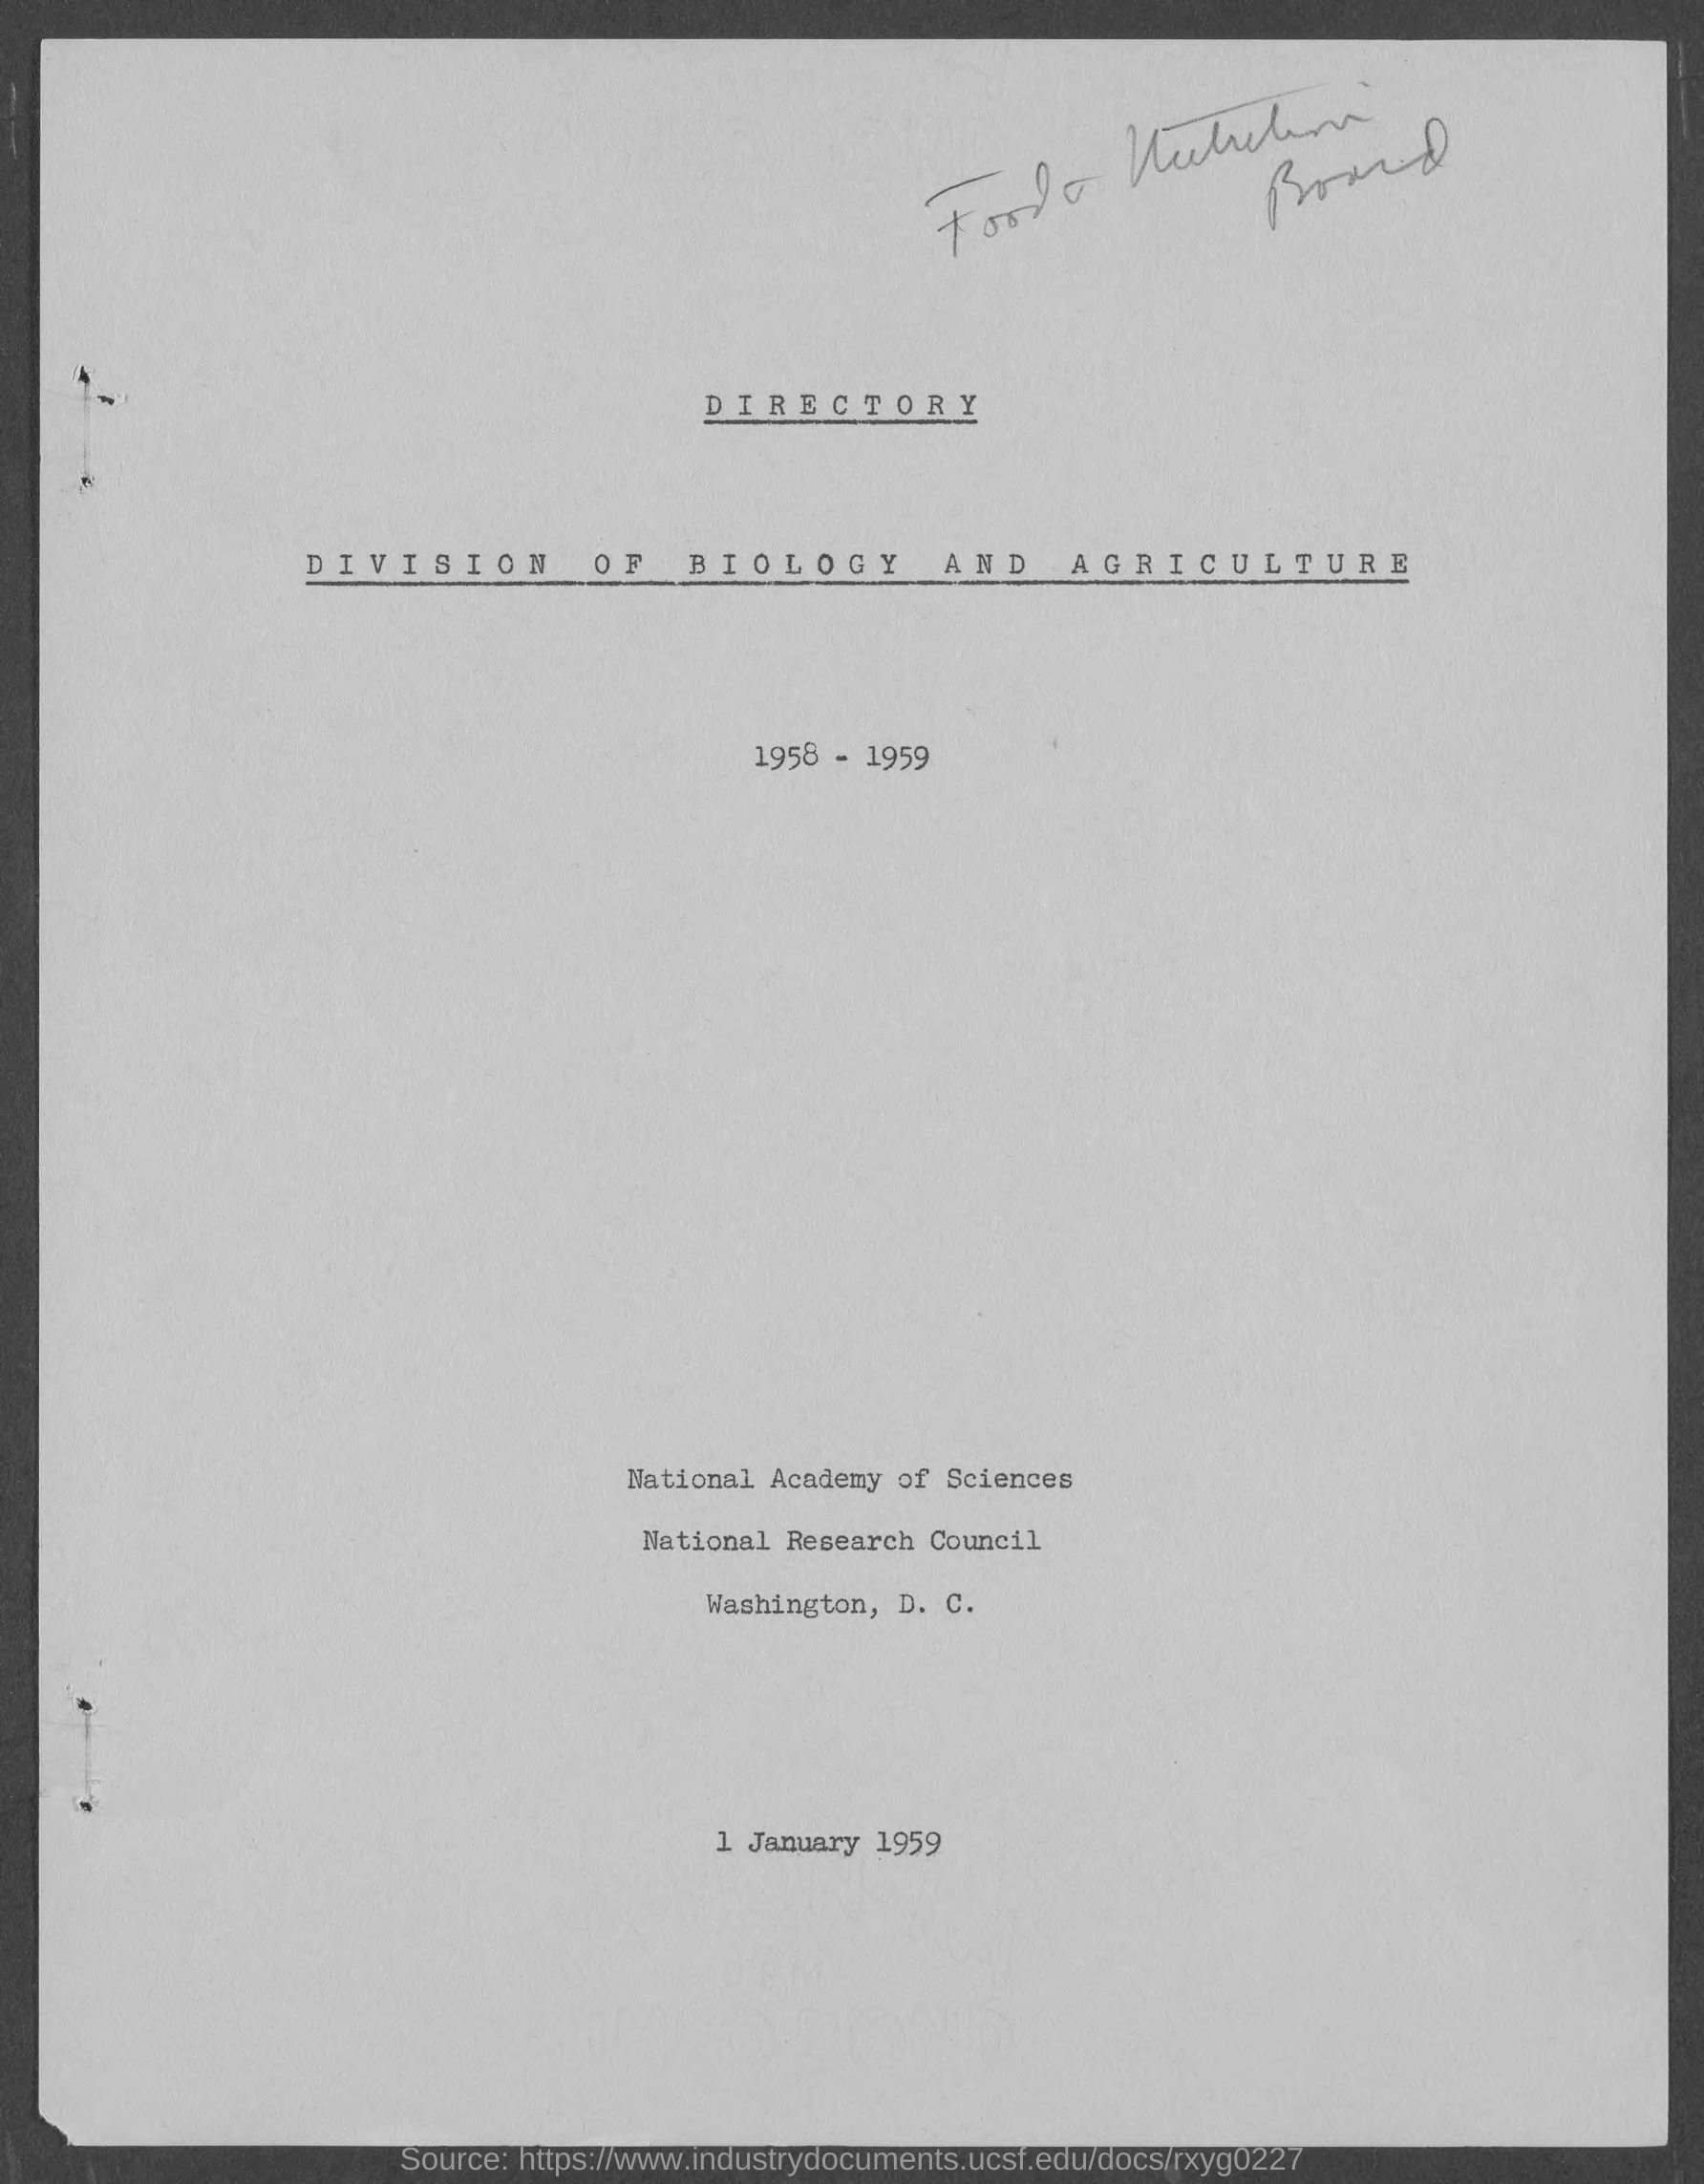 Food & Nutrition
Board
DIRECTORY
DIVISION OF BIOLOGY AND AGRICULTURE
1958 - 1959
National Academy of Sciences
National Research Council
Washington, D. C.
1 January 1959
Source: https://www.industrydocuments.ucsf.edu/docs/rxyg0227